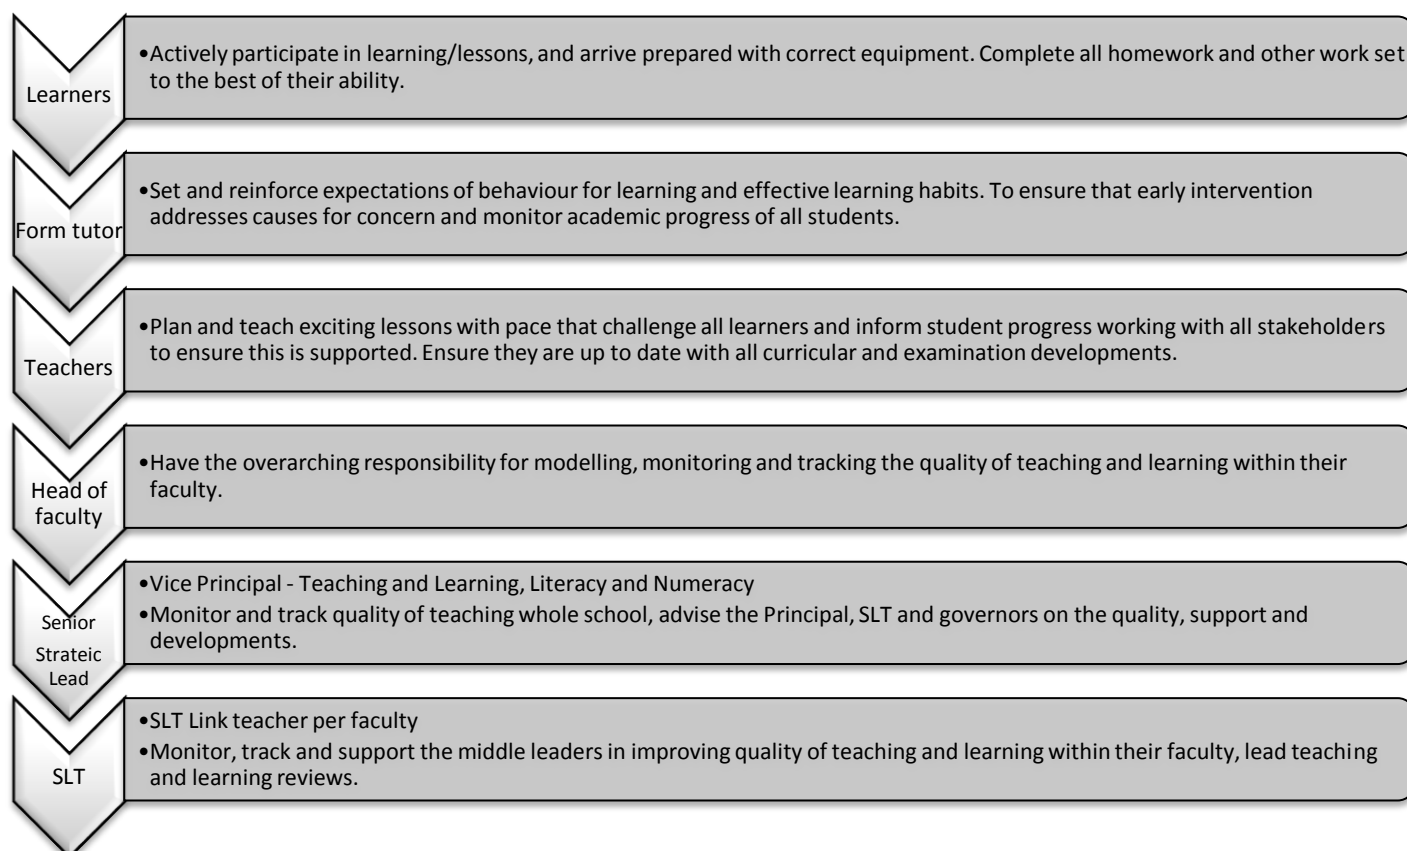 Learners
•Actively participate in learning/lessons, and arrive prepared with correct equipment. Complete all homework and other work set
to the best of their ability.
Form tutor
•Set and reinforce expectations of behaviour for learning and effective learning habits. To ensure that early intervention
addresses causes for concern and monitor academic progress of all students.
Teachers
•Plan and teach exciting lessons with pace that challenge all learners and inform student progress working with all stakeholders
to ensure this is supported. Ensure they are up to date with all curricular and examination developments.
Head of
faculty
•Have the overarching responsibility for modelling, monitoring and tracking the quality of teaching and learning within their
faculty.
Senior
Strateic
Lead
•Vice Principal - Teaching and Learning, Literacy and Numeracy
•Monitor and track quality of teaching whole school, advise the Principal, SLT and governors on the quality, support and
developments.
SLT
•SLT Link teacher per faculty
•Monitor, track and support the middle leaders in improving quality of teaching and learning within their faculty, lead teaching
and learning reviews.